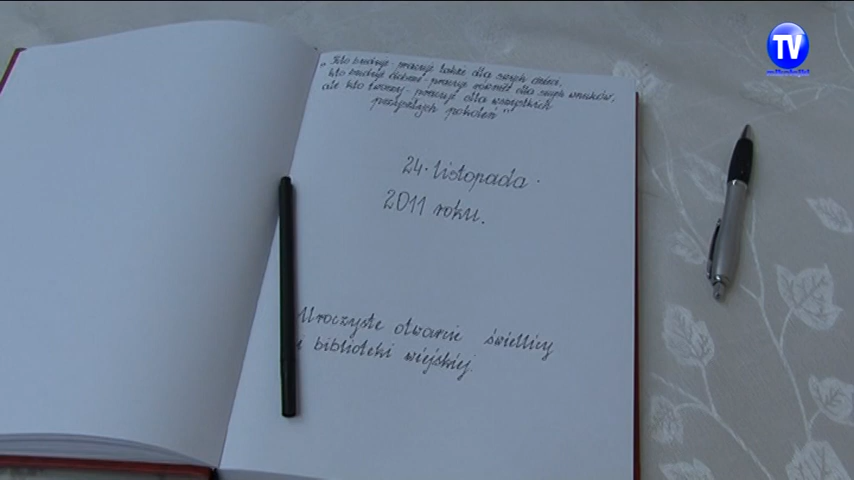 „Kto buduje - pracuje także dla swych dzieci,
kto buduje - pracuje również dla swych wnuków,
ale kto tworzy - pracuje dla wszystkich
przyszłych pokoleń"
24. listopada
2011 roku.
Uroczyste otwarcie świetlicy
i biblioteki wiejskiej.
TV